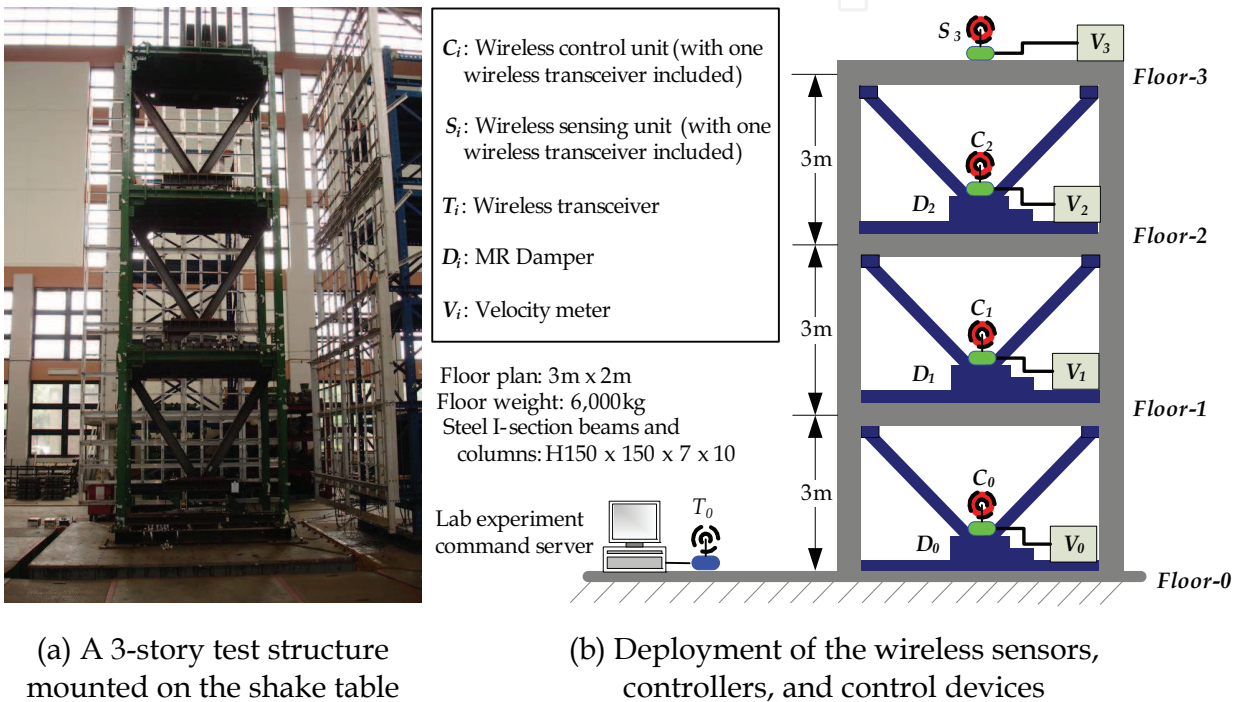 C_i: Wireless control unit (with one
wireless transceiver included)
S_i: Wireless sensing unit (with one
wireless transceiver included)
T_i: Wireless transceiver
D_i: MR Damper
V_i: Velocity meter
Floor plan: 3m x 2m
Floor weight: 6,000kg
Steel I-section beams and
columns: H150 x 150 x 7 x 10
Lab experiment
command server
T_0
S_3
V_3
Floor-3
3m
C_2
D_2
V_2
Floor-2
3m
C_1
D_1
V_1
Floor-1
3m
C_0
D_0
V_0
Floor-0
(a) A 3-story test structure
mounted on the shake table
(b) Deployment of the wireless sensors,
controllers, and control devices